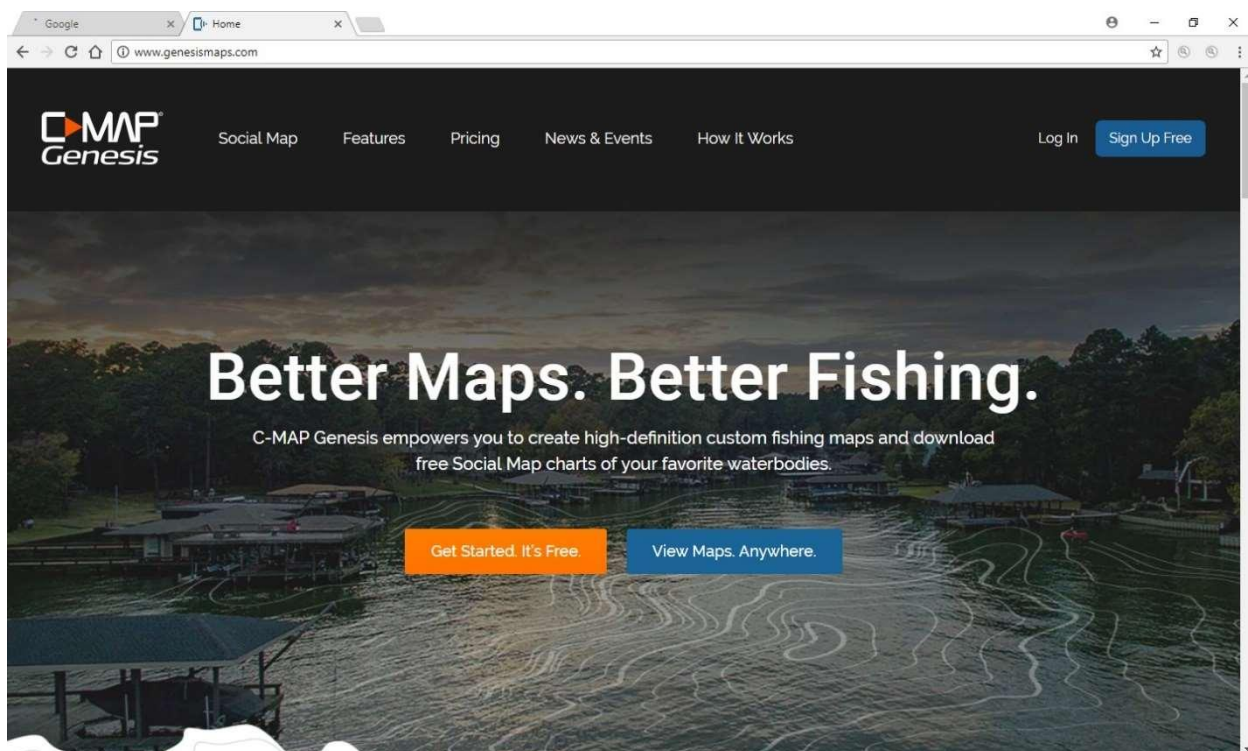 Google
Home
www.genesismaps.com
C-MAP®
Genesis
Social Map
Features
Pricing
News & Events
How It Works
Log In
Sign Up Free
Better Maps. Better Fishing.
C-MAP Genesis empowers you to create high-definition custom fishing maps and download
free Social Map charts of your favorite waterbodies.
Get Started. It's Free.
View Maps. Anywhere.